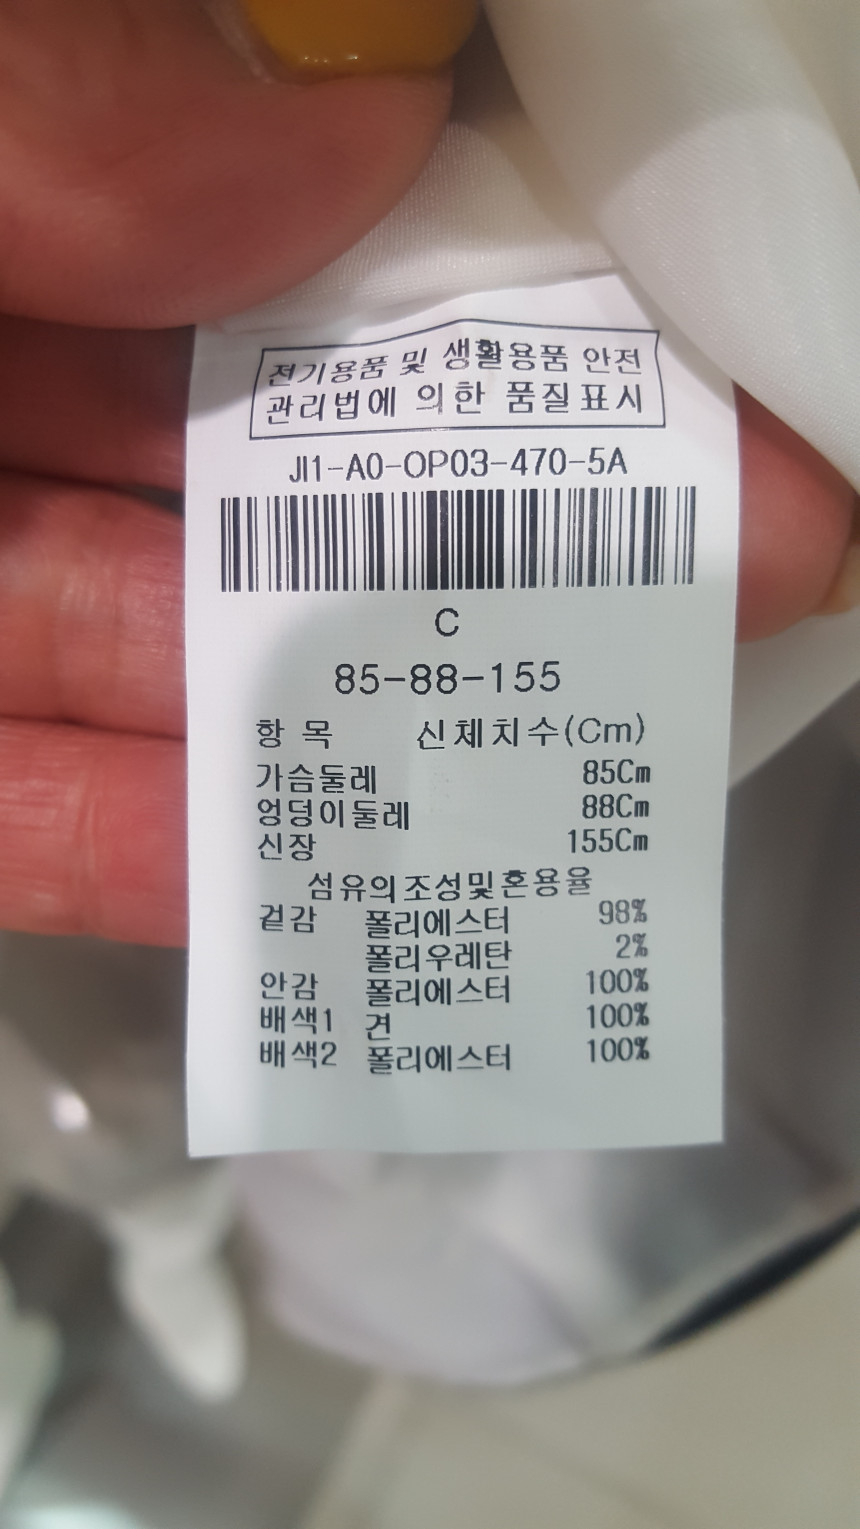 전기용품 및 생활용품 안전
관리법에 의한 품질표시
JI1-A0-OP03-470-5A
C
85-88-155
항 목 신체치수(Cm)
가슴둘레 85Cm
엉덩이둘레 88Cm
신장 155Cm
섬유의조성및혼용율
겉감 폴리에스터 98%
폴리우레탄 2%
안감 폴리에스터 100%
배색1 견 100%
배색2 폴리에스터 100%